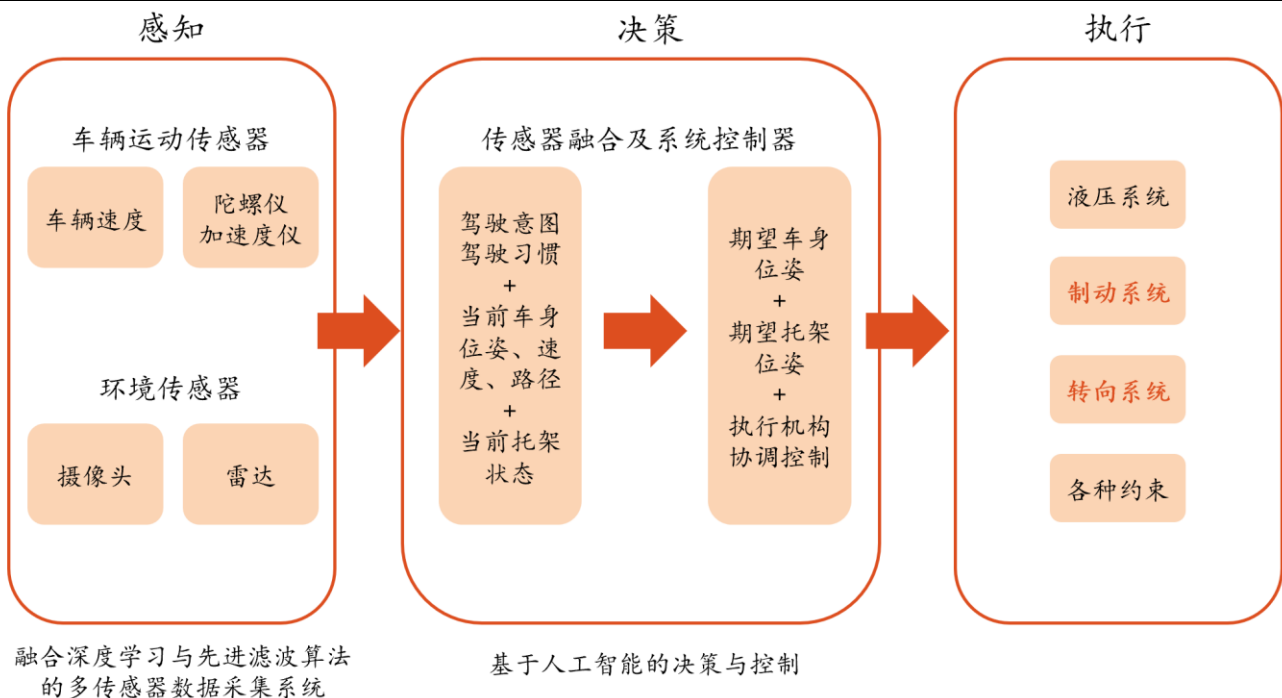 感知
车辆运动传感器
车辆速度
陀螺仪
加速度仪
环境传感器
摄像头
雷达
融合深度学习与先进滤波算法
的多传感器数据采集系统
决策
传感器融合及系统控制器
驾驶意图
驾驶习惯
+
当前车身
位姿、速
度、路径
+
当前托架
状态
期望车身
位姿
+
期望托架
位姿
+
执行机构
协调控制
基于人工智能的决策与控制
执行
液压系统
制动系统
转向系统
各种约束